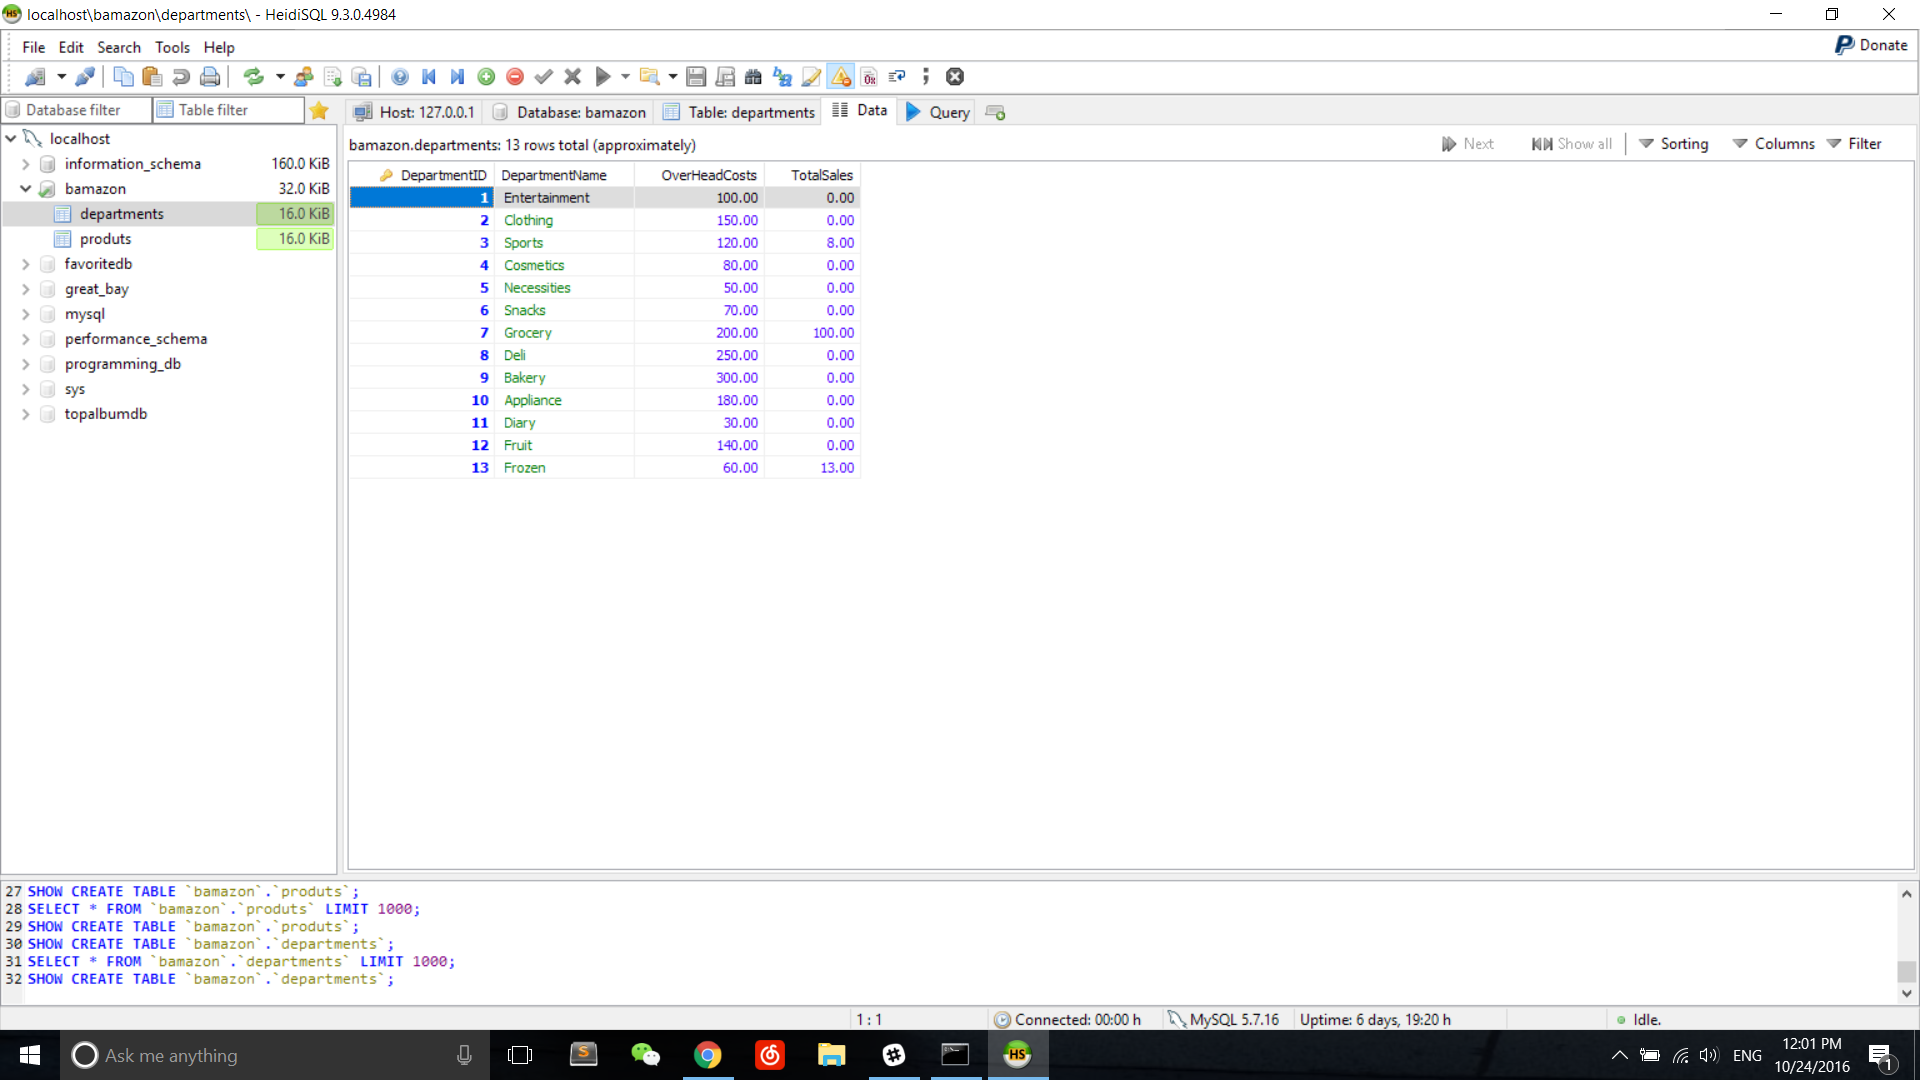 localhost\bamazon\departments\ - HeidiSQL 9.3.0.4984
File Edit Search Tools Help
Donate
Database filter Table filter
Host: 127.0.0.1 Database: bamazon Table: departments Data Query
localhost
information_schema 160.0 KiB
bamazon 32.0 KiB
departments 16.0 KiB
produts 16.0 KiB
favoritedb
great_bay
mysql
performance_schema
programming_db
sys
topalbumdb
bamazon.departments: 13 rows total (approximately)
Next Show all Sorting Columns Filter
DepartmentID DepartmentName OverHeadCosts TotalSales
1 Entertainment 100.00 0.00
2 Clothing 150.00 0.00
3 Sports 120.00 8.00
4 Cosmetics 80.00 0.00
5 Necessities 50.00 0.00
6 Snacks 70.00 0.00
7 Grocery 200.00 100.00
8 Deli 250.00 0.00
9 Bakery 300.00 0.00
10 Appliance 180.00 0.00
11 Diary 30.00 0.00
12 Fruit 140.00 0.00
13 Frozen 60.00 13.00
27 SHOW CREATE TABLE `bamazon`.`produts`;
28 SELECT * FROM `bamazon`.`produts` LIMIT 1000;
29 SHOW CREATE TABLE `bamazon`.`produts`;
30 SHOW CREATE TABLE `bamazon`.`departments`;
31 SELECT * FROM `bamazon`.`departments` LIMIT 1000;
32 SHOW CREATE TABLE `bamazon`.`departments`;
1 : 1 Connected: 00:00 h MySQL 5.7.16 Uptime: 6 days, 19:20 h Idle.
Ask me anything
S
HS
ENG
12:01 PM
10/24/2016
1